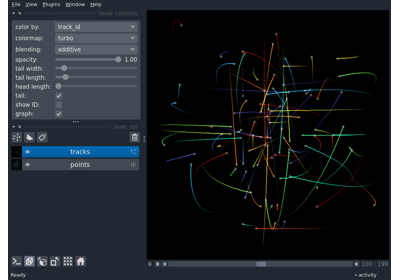 File View Plugins Window Help
layer controls
color by: track_id
colormap: turbo
blending: additive
opacity: 1.00
tail width:
tail length:
head length:
tail:
show ID:
graph:
layer list
tracks
points
100 199
Ready
activity